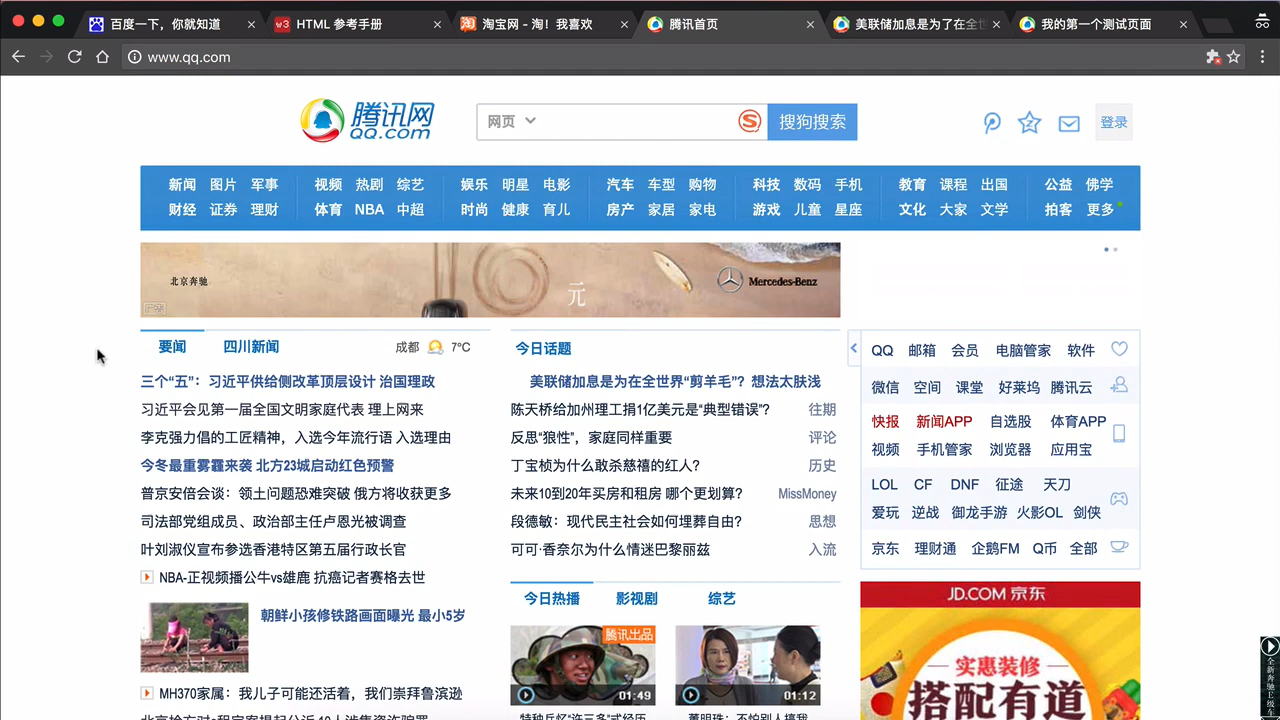 百度一下，你就知道
HTML 参考手册
淘宝网 - 淘！我喜欢
腾讯首页
美联储加息是为了在全世
我的第一个测试页面
www.qq.com
腾讯网
QQ.com
网页
搜狗搜索
登录
新闻 图片 军事 视频 热剧 综艺 娱乐 明星 电影 汽车 车型 购物 科技 数码 手机 教育 课程 出国 公益 佛学
财经 证券 理财 体育 NBA 中超 时尚 健康 育儿 房产 家居 家电 游戏 儿童 星座 文化 大家 文学 拍客 更多
北京奔驰
元
Mercedes-Benz
广告
要闻 四川新闻 成都 7°C
三个“五”：习近平供给侧改革顶层设计 治国理政
习近平会见第一届全国文明家庭代表 理上网来
李克强力倡的工匠精神，入选今年流行语 入选理由
今冬最重雾霾来袭 北方23城启动红色预警
普京安倍会谈：领土问题恐难突破 俄方将收获更多
司法部党组成员、政治部主任卢恩光被调查
叶刘淑仪宣布参选香港特区第五届行政长官
NBA-正视频播公牛vs雄鹿 抗癌记者赛格去世
朝鲜小孩修铁路画面曝光 最小5岁
MH370家属：我儿子可能还活着，我们崇拜鲁滨逊
今日话题
美联储加息是为在全世界“剪羊毛”？想法太肤浅
陈天桥给加州理工捐1亿美元是“典型错误”？ 往期
反思“狼性”，家庭同样重要 评论
丁宝桢为什么敢杀慈禧的红人？ 历史
未来10到20年买房和租房 哪个更划算？ MissMoney
段德敏：现代民主社会如何埋葬自由？ 思想
可可·香奈尔为什么情迷巴黎丽兹 入流
今日热播 影视剧 综艺
腾讯出品
01:49
01:12
QQ 邮箱 会员 电脑管家 软件
微信 空间 课堂 好莱坞 腾讯云
快报 新闻APP 自选股 体育APP
视频 手机管家 浏览器 应用宝
LOL CF DNF 征途 天刀
爱玩 逆战 御龙手游 火影OL 剑侠
京东 理财通 企鹅FM Q币 全部
JD.COM 京东
实惠装修
搭配有道
全新奔驰E级车